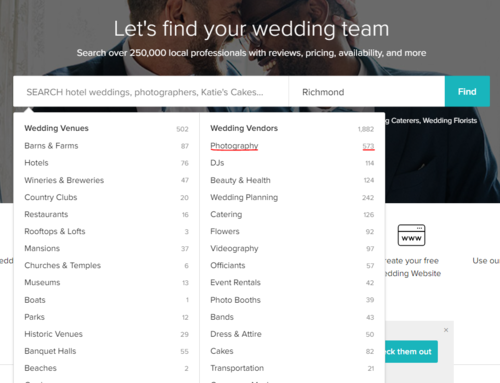 Let's find your wedding team
Search over 250,000 local professionals with reviews, pricing, availability, and more
SEARCH hotel weddings, photographers, Katie's Cakes...
Richmond
Find
Caterers, Wedding Florists
Wedding Venues 502
Barns & Farms 87
Hotels 76
Wineries & Breweries 47
Country Clubs 20
Restaurants 16
Rooftops & Lofts 3
Mansions 37
Churches & Temples 6
Museums 13
Boats 1
Parks 12
Historic Venues 29
Banquet Halls 55
Beaches 2
Wedding Vendors 1,882
Photography 573
DJs 114
Beauty & Health 124
Wedding Planning 242
Catering 126
Flowers 92
Videography 97
Officiants 57
Event Rentals 42
Photo Booths 39
Bands 43
Dress & Attire 50
Cakes 82
Transportation 21
www
create your free
Wedding Website
Use our
×
ck them out